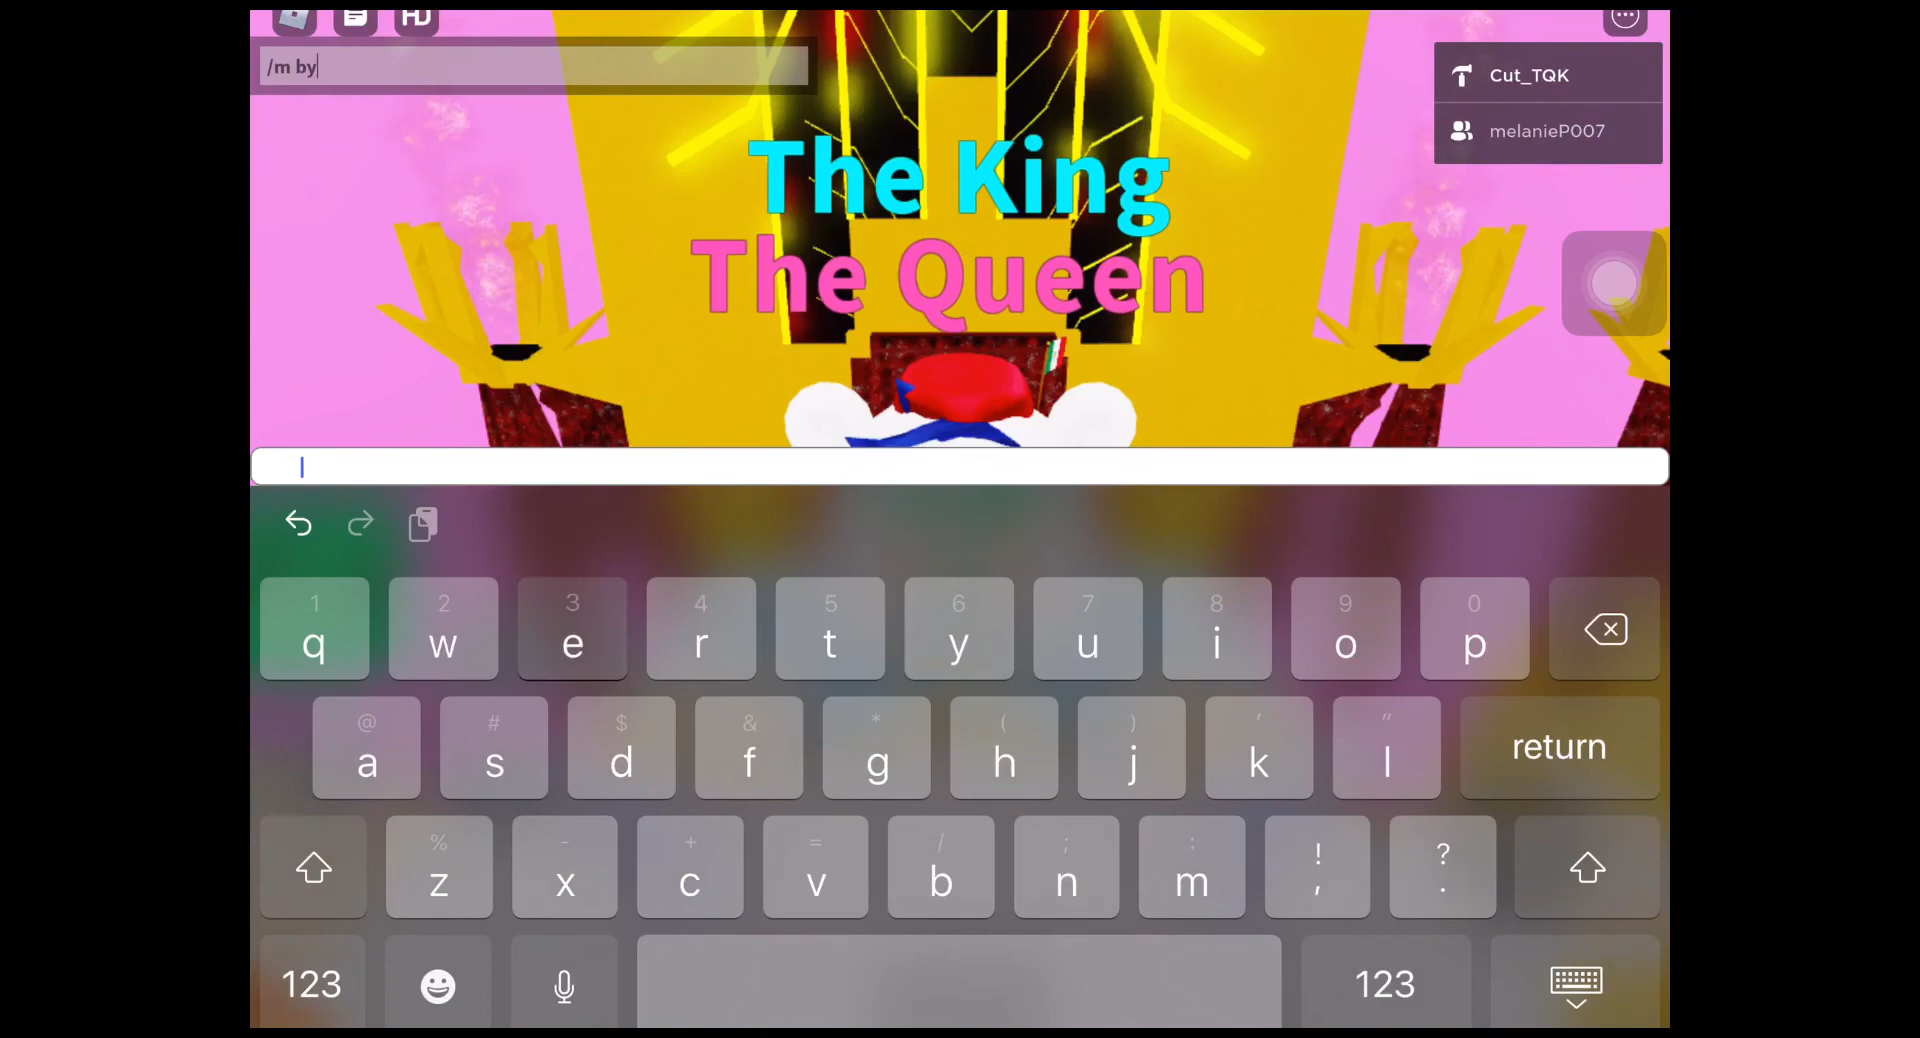 HD
/m by
Cut_TQK
melanieP007
The King
The Queen
1 2 3 4 5 6 7 8 9 0
q w e r t y u i o p
@ # $ & * ( ) ' "
a s d f g h j k l return
% - + = / ; : ! ?
z x c v b n m , .
123 123